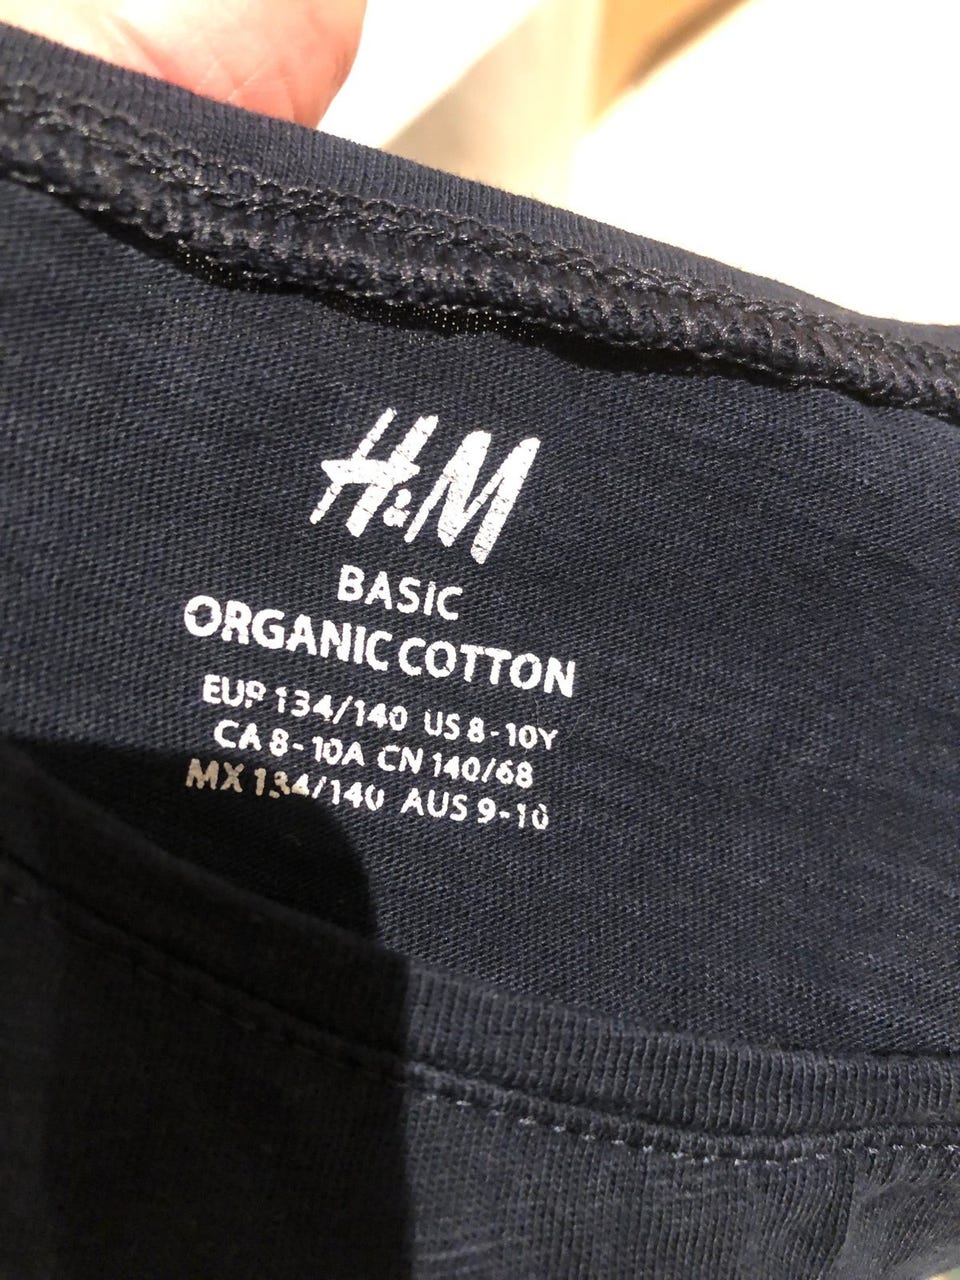 H&M
BASIC
ORGANIC COTTON
EUR 134/140 US 8-10Y
CA 8-10A CN 140/68
MX 134/140 AUS 9-10